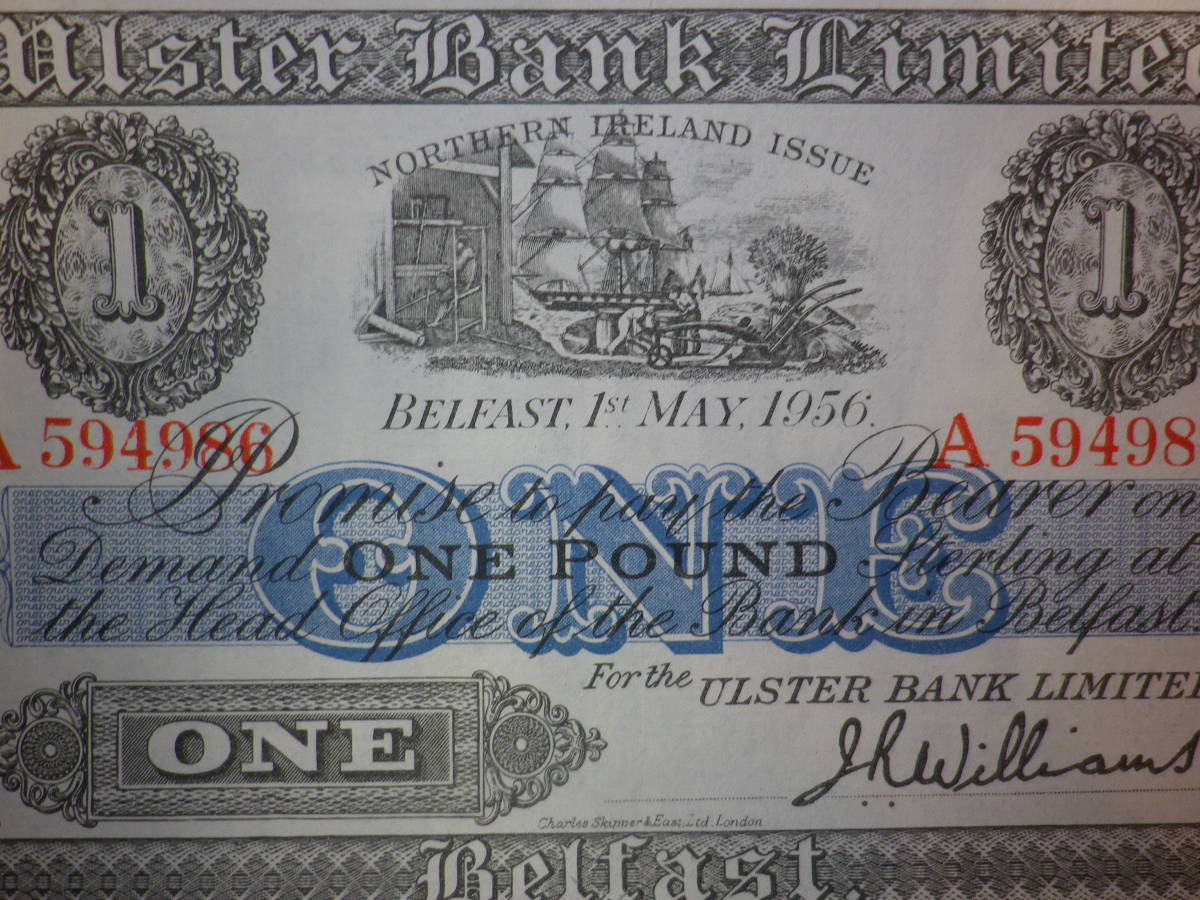 Ulster Bank Limite
NORTHERN IRELAND ISSUE
1 1
BELFAST, 1st MAY, 1956.
A 594986 A 59498
Promise to pay the Bearer on
Demand ONE POUND Sterling at
the Head Office of the Bank in Belfast.
ONE
For the ULSTER BANK LIMITE
ONE
J R Williams
Charles Skipper & East, Ltd. London
Belfast.